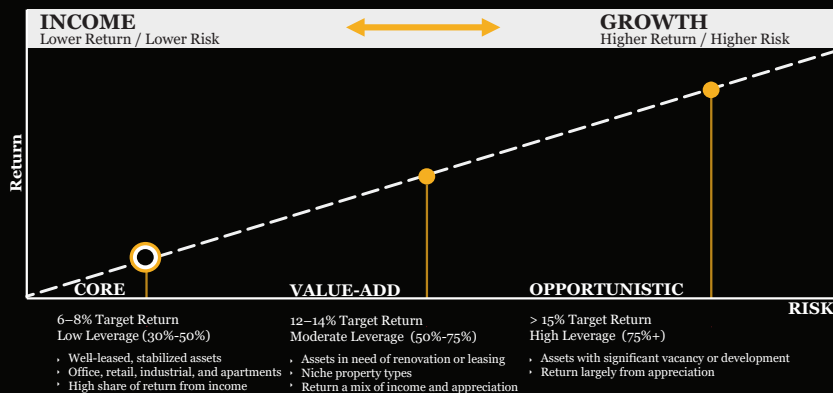 INCOME
Lower Return / Lower Risk
GROWTH
Higher Return / Higher Risk
Return
CORE
VALUE-ADD
OPPORTUNISTIC
RISK
6–8% Target Return
Low Leverage (30%-50%)
‣ Well-leased, stabilized assets
‣ Office, retail, industrial, and apartments
‣ High share of return from income
12–14% Target Return
Moderate Leverage (50%-75%)
‣ Assets in need of renovation or leasing
‣ Niche property types
‣ Return a mix of income and appreciation
> 15% Target Return
High Leverage (75%+)
‣ Assets with significant vacancy or development
‣ Return largely from appreciation